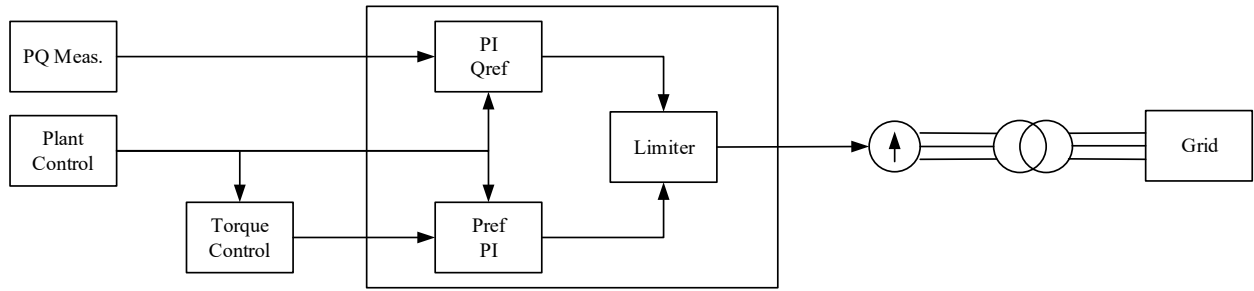 PQ Meas.
Plant
Control
Torque
Control
PI
Qref
Pref
PI
Limiter
Grid